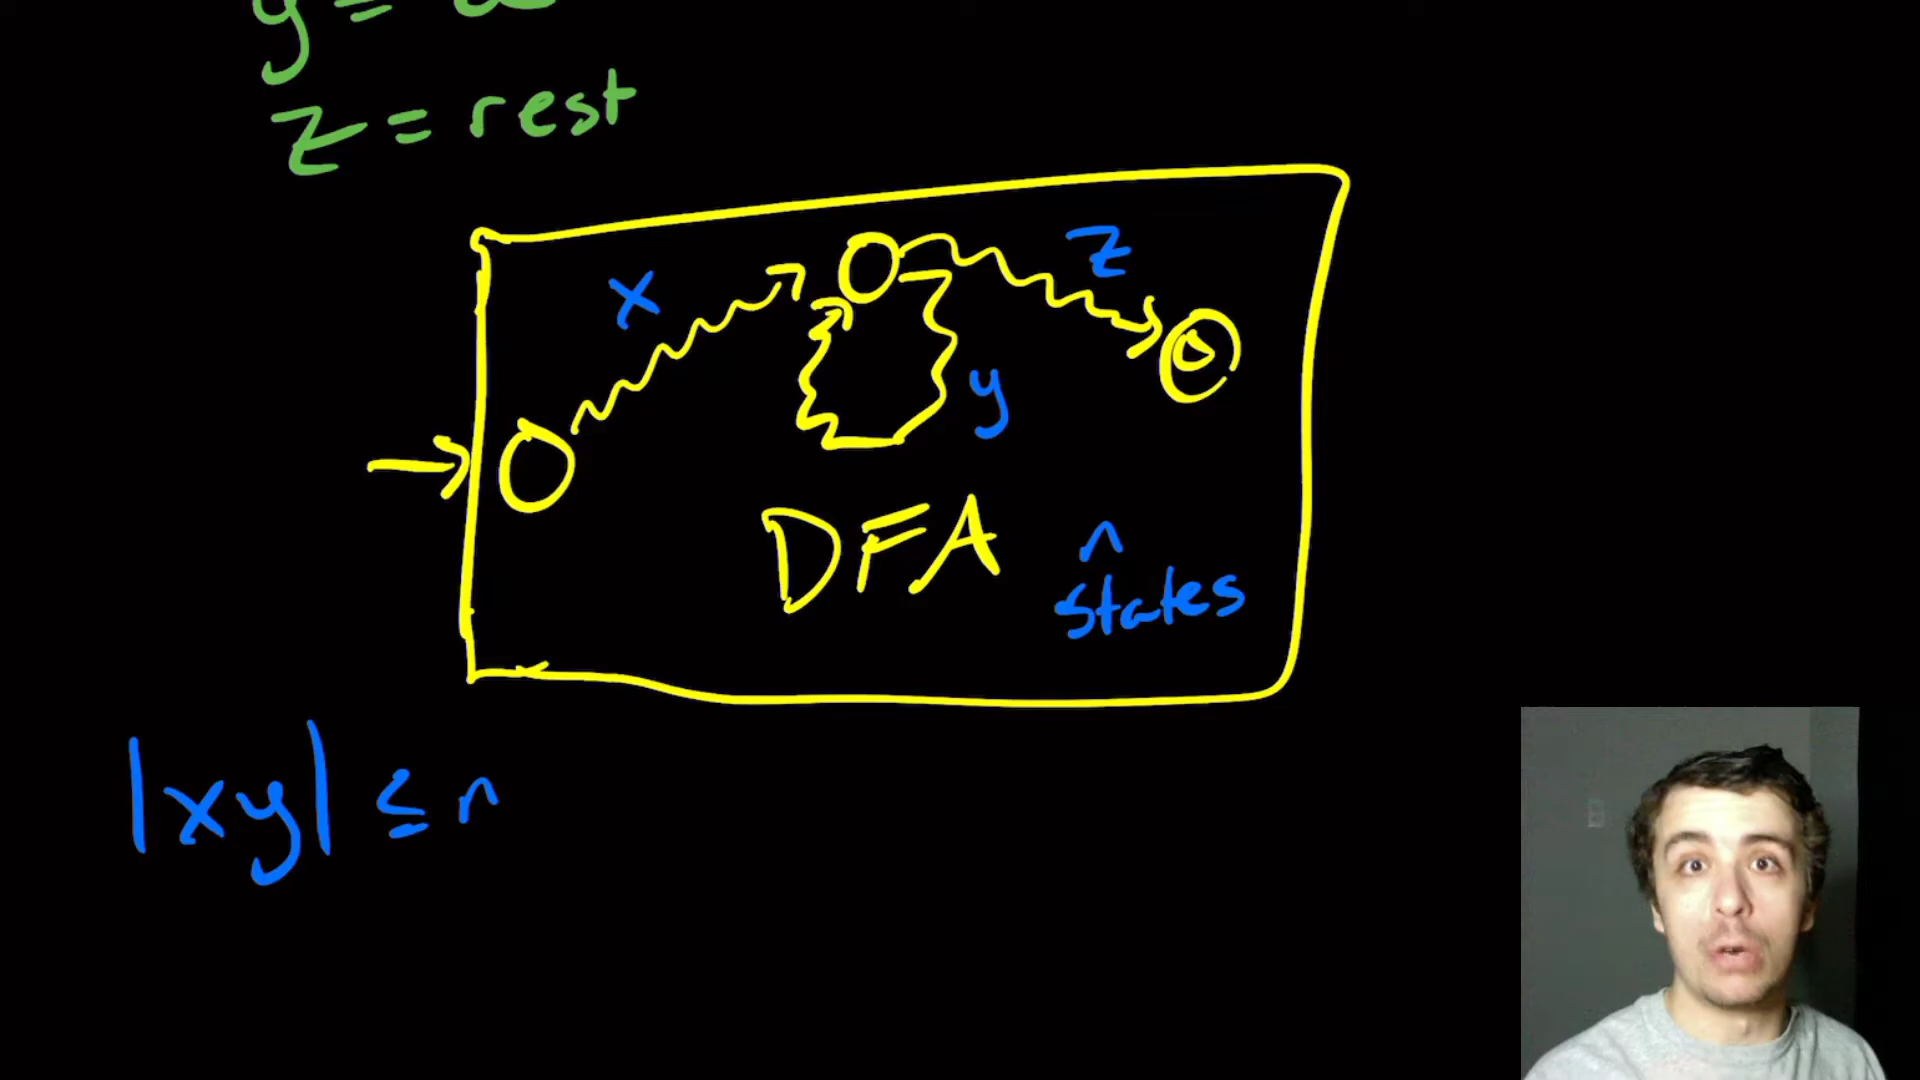 z = rest
x
z
y
DFA
n
states
|xy| ≤ n